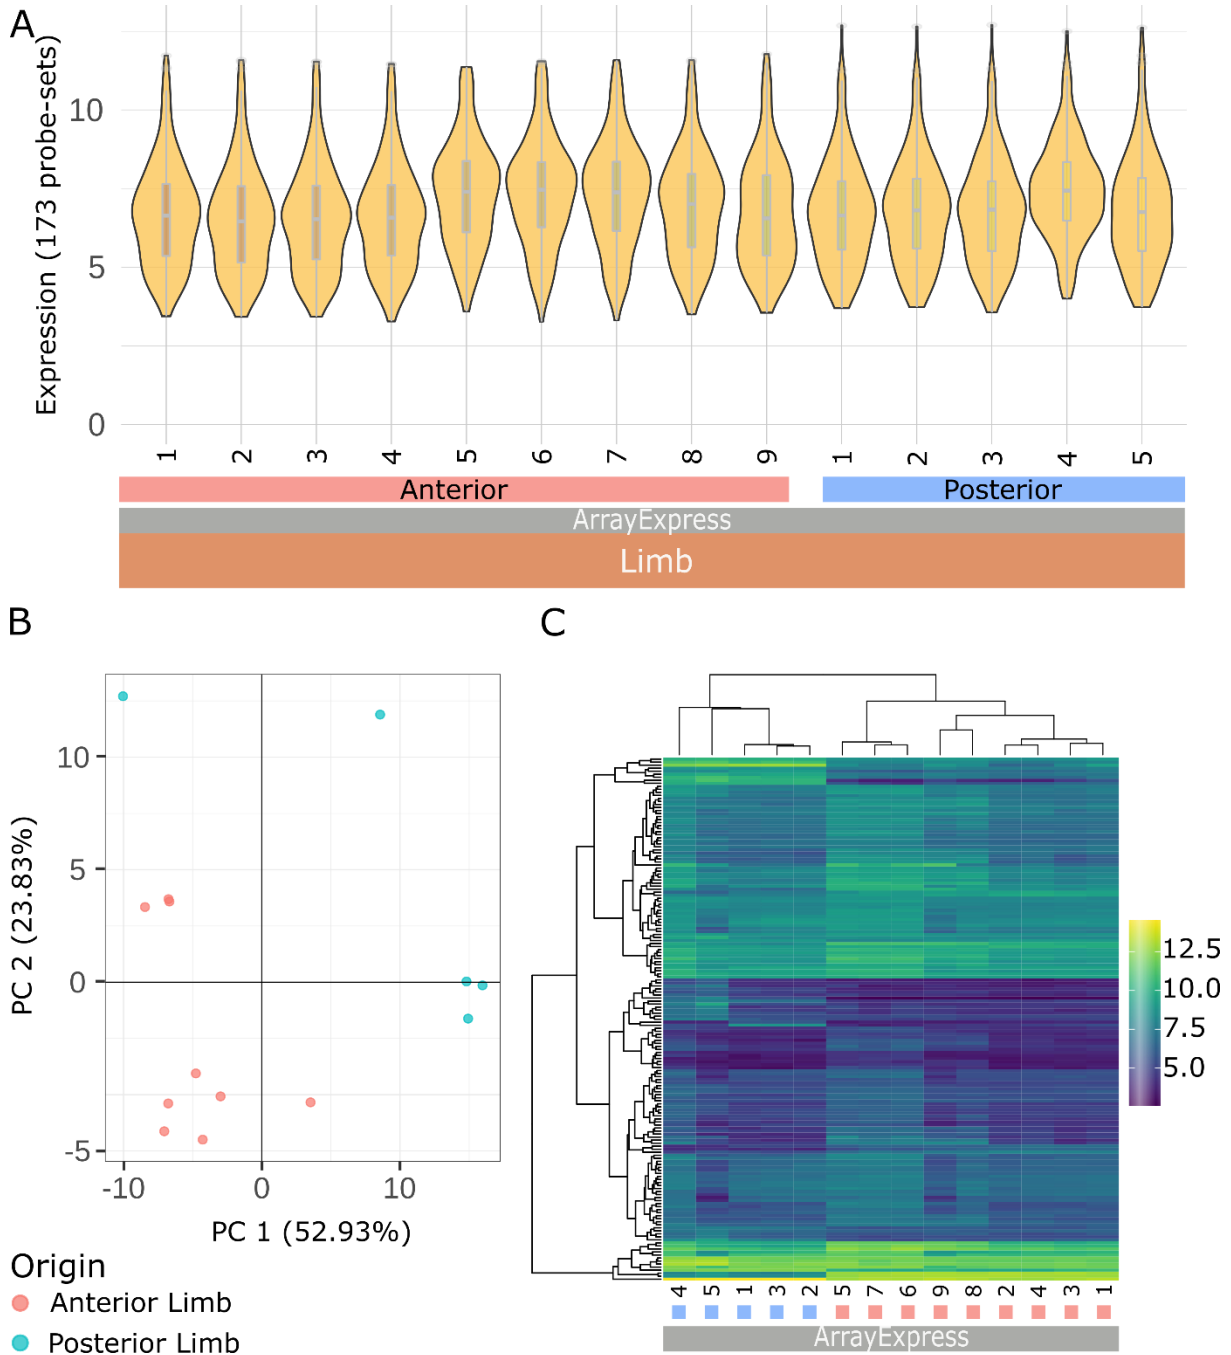 A
Expression (173 probe-sets)
10
5
0
1 2 3 4 5 6 7 8 9 1 2 3 4 5
Anterior Posterior
ArrayExpress
Limb
B
PC 2 (23.83%)
10
5
0
-5
-10 0 10
PC 1 (52.93%)
Origin
Anterior Limb
Posterior Limb
C
12.5
10.0
7.5
5.0
4 5 1 3 2 5 7 6 9 8 2 4 3 1
ArrayExpress